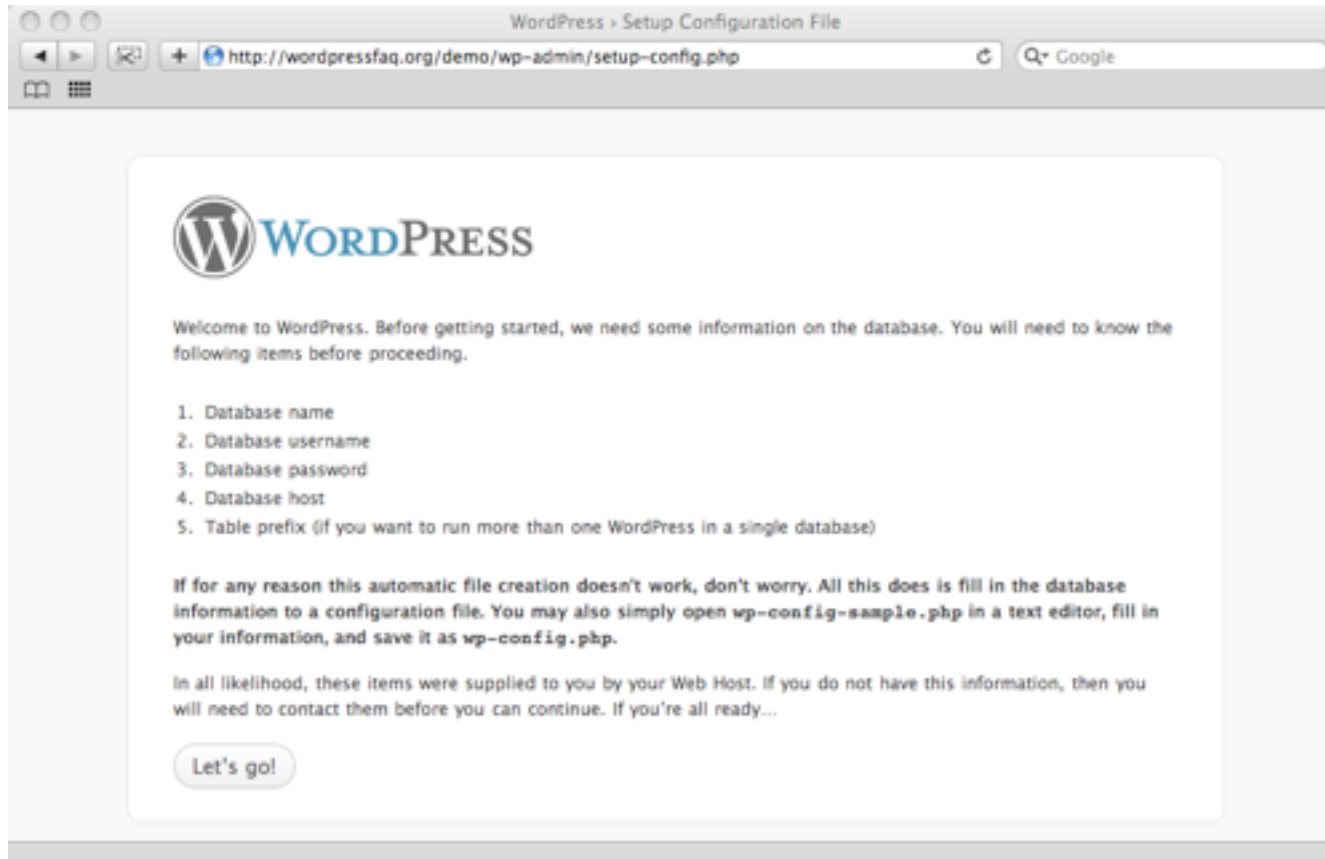 WordPress › Setup Configuration File
http://wordpressfaq.org/demo/wp-admin/setup-config.php
Google
WORDPRESS
Welcome to WordPress. Before getting started, we need some information on the database. You will need to know the
following items before proceeding.
1. Database name
2. Database username
3. Database password
4. Database host
5. Table prefix (if you want to run more than one WordPress in a single database)
If for any reason this automatic file creation doesn't work, don't worry. All this does is fill in the database
information to a configuration file. You may also simply open wp-config-sample.php in a text editor, fill in
your information, and save it as wp-config.php.
In all likelihood, these items were supplied to you by your Web Host. If you do not have this information, then you
will need to contact them before you can continue. If you're all ready...
Let's go!